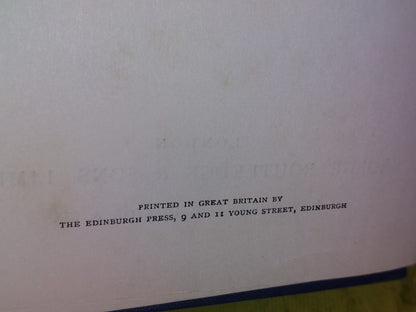 PRINTED IN GREAT BRITAIN BY
THE EDINBURGH PRESS, 9 AND 11 YOUNG STREET, EDINBURGH